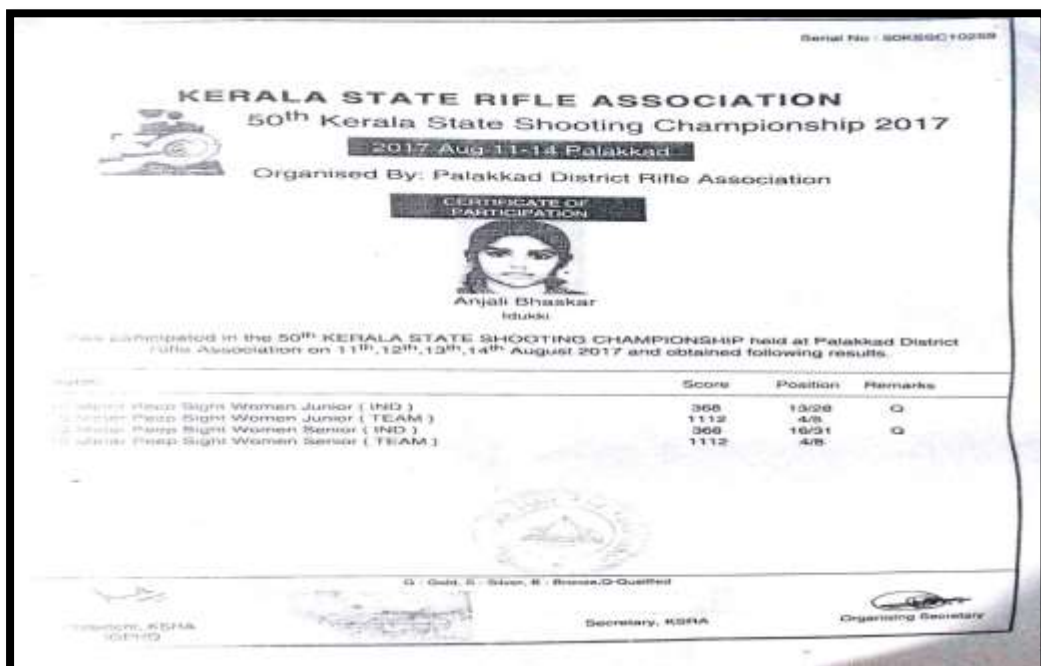 Serial No : 50KSSC10259
KERALA STATE RIFLE ASSOCIATION
50th Kerala State Shooting Championship 2017
2017 Aug 11-14 Palakkad
Organised By: Palakkad District Rifle Association
CERTIFICATE OF
PARTICIPATION
Anjali Bhaskar
Idukki
participated in the 50th KERALA STATE SHOOTING CHAMPIONSHIP held at Palakkad District
Rifle Association on 11th,12th,13th,14th August 2017 and obtained following results.
Score Position Remarks
Peep Sight Women Junior ( IND ) 368 13/28 Q
Peep Sight Women Junior ( TEAM ) 1112 4/8
Peep Sight Women Senior ( IND ) 368 16/31 Q
Meter Peep Sight Women Senior ( TEAM ) 1112 4/8
G : Gold, S : Silver, B : Bronze,Q-Qualified
KSRA
Secretary, KSRA
Organising Secretary